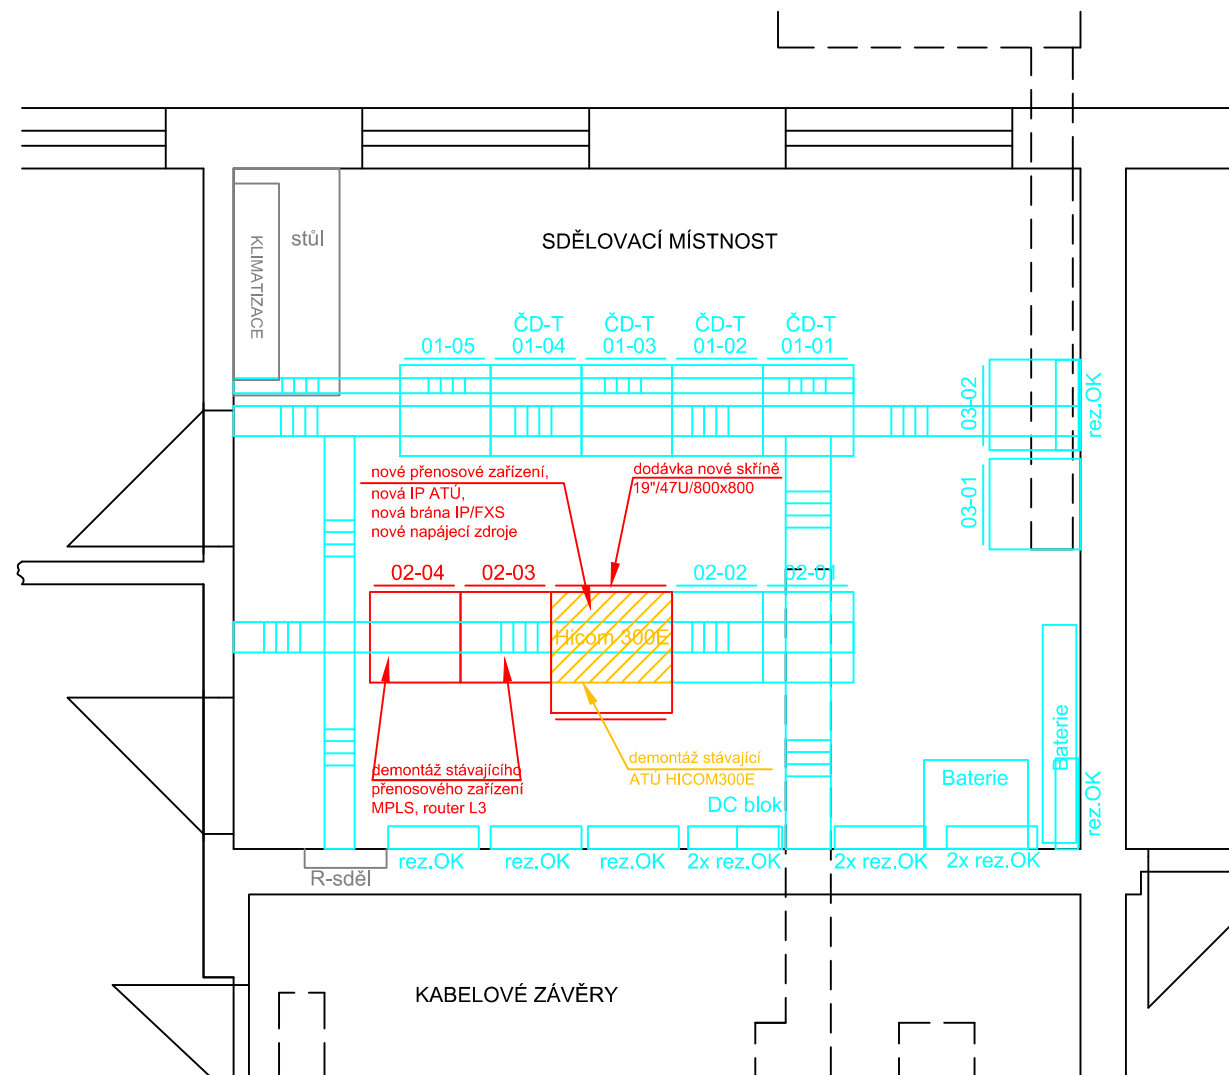 SDĚLOVACÍ MÍSTNOST
stůl
KLIMATIZACE
ČD-T
ČD-T
ČD-T
ČD-T
01-05
01-04
01-03
01-02
01-01
03-02
rez.OK
03-01
nové přenosové zařízení,
nová IP ATÚ,
nová brána IP/FXS
nové napájecí zdroje
dodávka nové skříně
19"/47U/800x800
02-04
02-03
02-02
02-01
Hicom 300E
demontáž stávajícího
přenosového zařízení
MPLS, router L3
demontáž stávající
ATÚ HICOM300E
Baterie
Baterie
DC blok
rez.OK
rez.OK
rez.OK
rez.OK
2x rez.OK
2x rez.OK
2x rez.OK
R-sděl
KABELOVÉ ZÁVĚRY